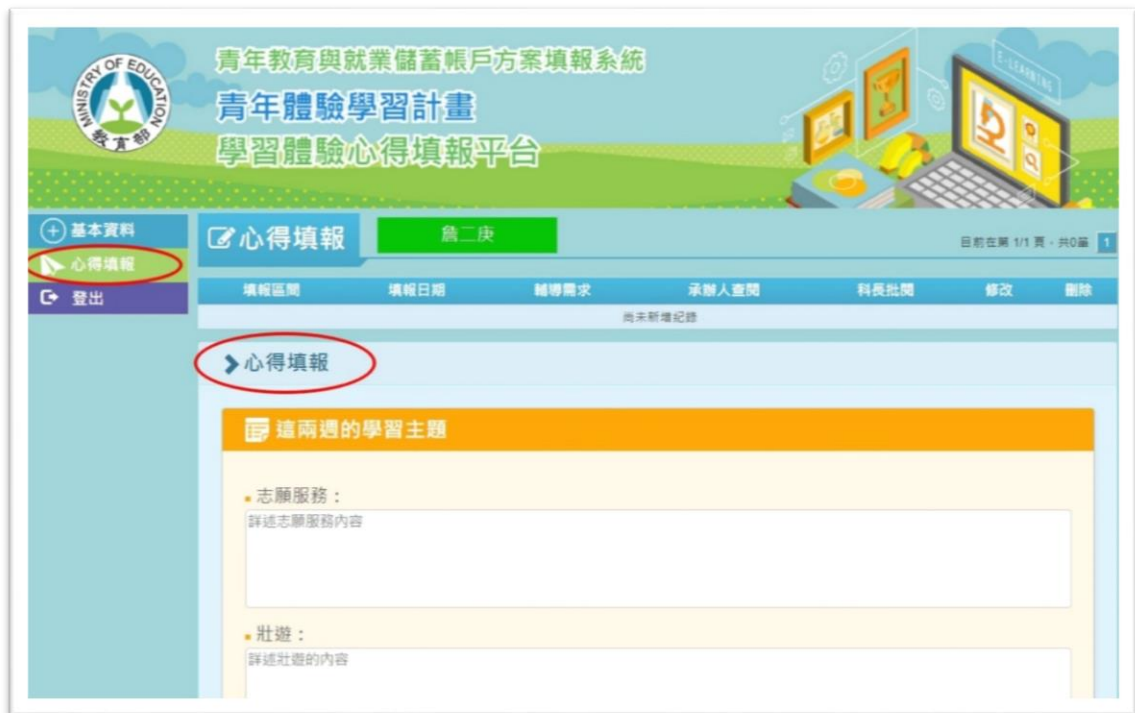 青年教育與就業儲蓄帳戶方案填報系統
青年體驗學習計畫
學習體驗心得填報平台
MINISTRY OF EDUCATION
教育部
E-LEARNING
基本資料
心得填報
登出
心得填報
詹二庚
目前在第 1/1 頁，共0筆 1
填報區間 填報日期 輔導需求 承辦人查閱 科長批閱 修改 刪除
尚未新增紀錄
心得填報
這兩週的學習主題
志願服務：
詳述志願服務內容
壯遊：
詳述壯遊的內容